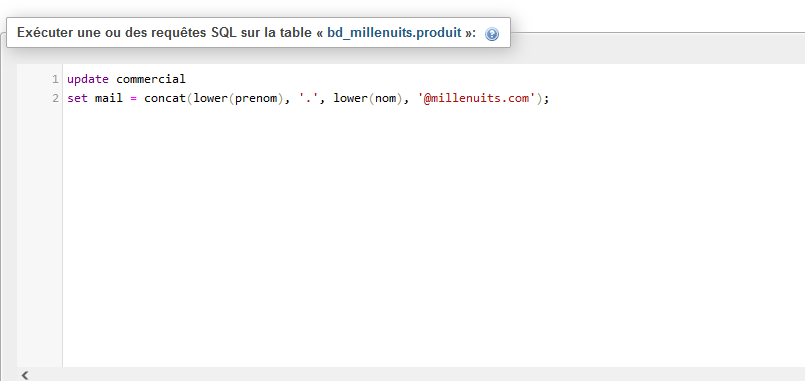 Exécuter une ou des requêtes SQL sur la table « bd_millenuits.produit »:
1 update commercial
2 set mail = concat(lower(prenom), '.', lower(nom), '@millenuits.com');